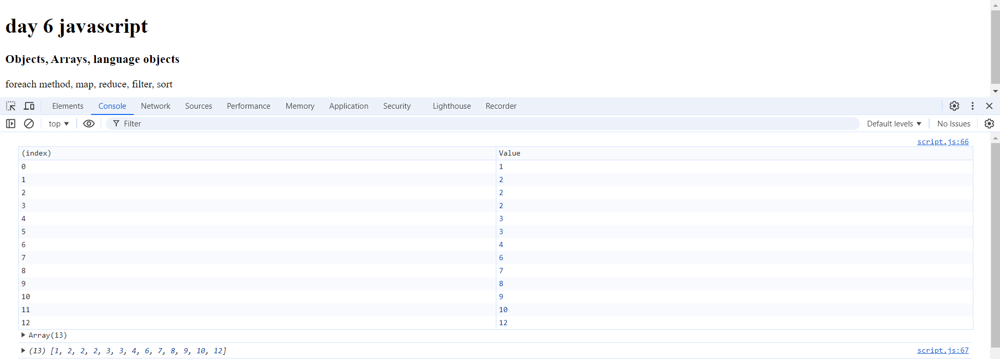 day 6 javascript
Objects, Arrays, language objects
foreach method, map, reduce, filter, sort
Elements Console Network Sources Performance Memory Application Security Lighthouse Recorder
top ▼ Filter Default levels ▼ No Issues
script.js:66
(index) Value
0 1
1 2
2 2
3 2
4 3
5 3
6 4
7 6
8 7
9 8
10 9
11 10
12 12
▶ Array(13)
▶ (13) [1, 2, 2, 2, 3, 3, 4, 6, 7, 8, 9, 10, 12] script.js:67